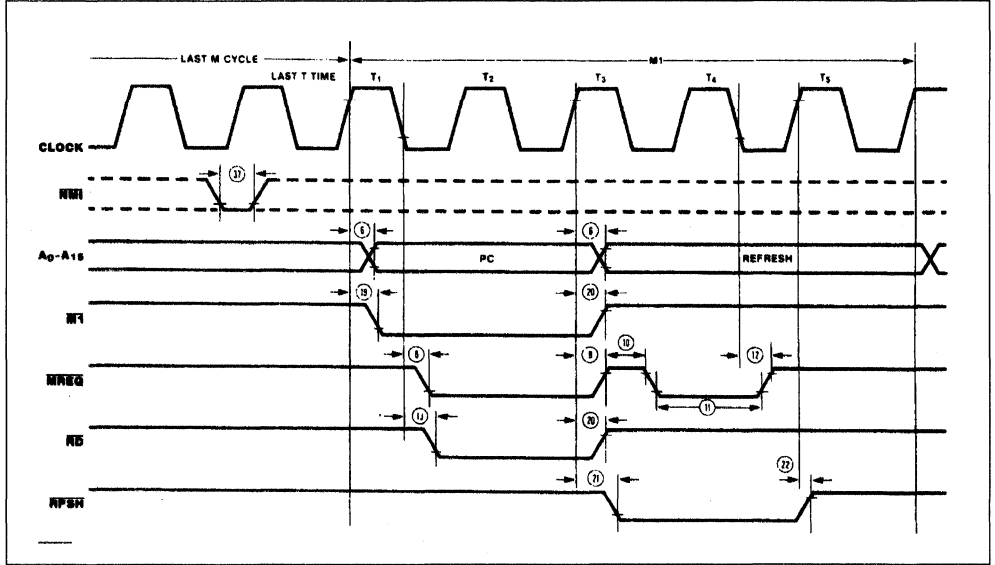 LAST M CYCLE
M1
LAST T TIME
T1
T2
T3
T4
T5
CLOCK
NMI
37
6
6
A0-A15
PC
REFRESH
19
20
M1
8
9
10
12
MREQ
11
13
20
RD
21
22
RFSH